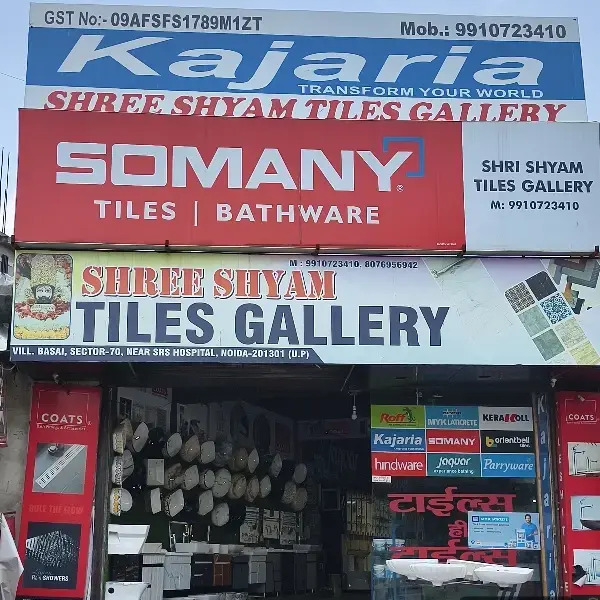 GST No:- 09AFSFS1789M1ZT
Mob.: 9910723410
Kajaria
TRANSFORM YOUR WORLD
SHREE SHYAM TILES GALLERY
SOMANY
TILES | BATHWARE
SHRI SHYAM
TILES GALLERY
M: 9910723410
M : 9910723410, 8076956942
SHREE SHYAM
TILES GALLERY
VILL. BASAI, SECTOR-70, NEAR SRS HOSPITAL, NOIDA-201301 (U.P)
COATS
COATS
Roff
MYK LATICRETE
KERAKOLL
Kajaria
SOMANY
orientbell
hindware
Jaquar
Parryware
टाईल्स
ही
टाईल्स
SHOWERS